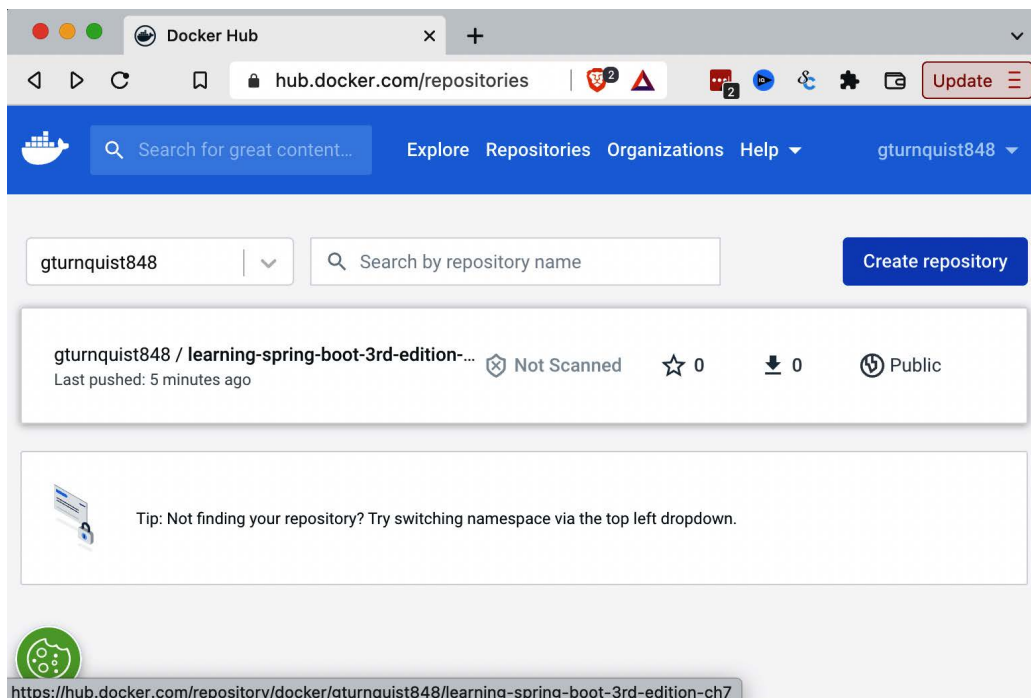 Docker Hub
hub.docker.com/repositories
2
2
Update
Search for great content...
Explore Repositories Organizations Help
gturnquist848
gturnquist848
Search by repository name
Create repository
gturnquist848 / learning-spring-boot-3rd-edition-...
Not Scanned
0
0
Public
Last pushed: 5 minutes ago
Tip: Not finding your repository? Try switching namespace via the top left dropdown.
https://hub.docker.com/repository/docker/gturnquist848/learning-spring-boot-3rd-edition-ch7